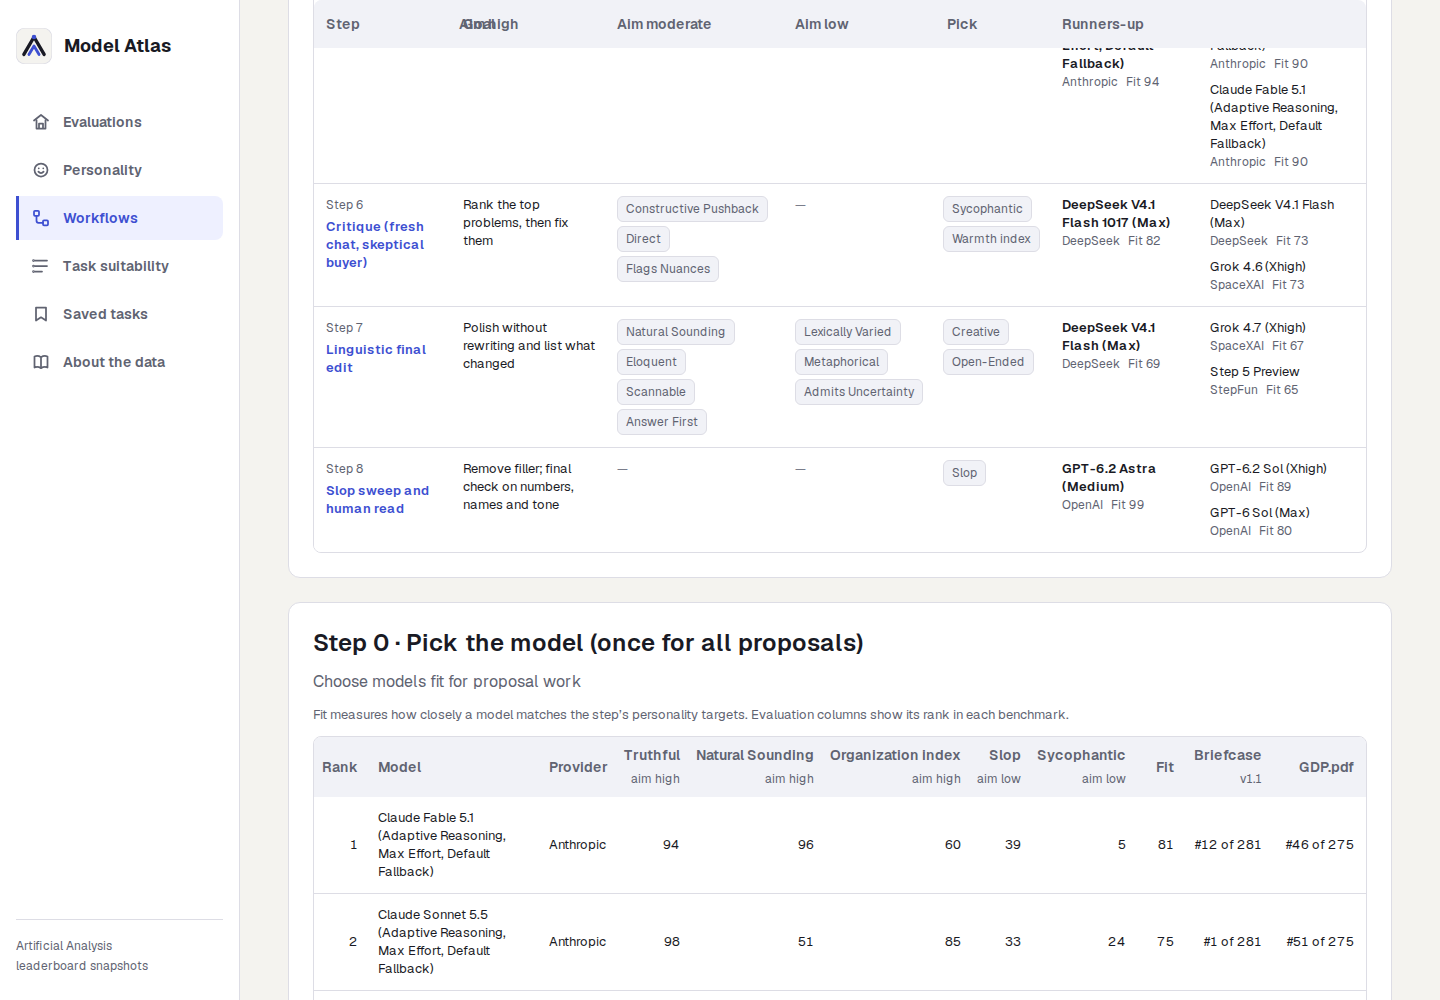 Model Atlas
Evaluations
Personality
Workflows
Task suitability
Saved tasks
About the data
Artificial Analysis
leaderboard snapshots
Step
Goal
Aim high
Aim moderate
Aim low
Pick
Runners-up
Effort, Default
Fallback)
Anthropic Fit 94
Fallback)
Anthropic Fit 90
Claude Fable 5.1
(Adaptive Reasoning,
Max Effort, Default
Fallback)
Anthropic Fit 90
Step 6
Critique (fresh
chat, skeptical
buyer)
Rank the top
problems, then fix
them
Constructive Pushback
Direct
Flags Nuances
—
Sycophantic
Warmth index
DeepSeek V4.1
Flash 1017 (Max)
DeepSeek Fit 82
DeepSeek V4.1 Flash
(Max)
DeepSeek Fit 73
Grok 4.6 (Xhigh)
SpaceXAI Fit 73
Step 7
Linguistic final
edit
Polish without
rewriting and list what
changed
Natural Sounding
Eloquent
Scannable
Answer First
Lexically Varied
Metaphorical
Admits Uncertainty
Creative
Open-Ended
DeepSeek V4.1
Flash (Max)
DeepSeek Fit 69
Grok 4.7 (Xhigh)
SpaceXAI Fit 67
Step 5 Preview
StepFun Fit 65
Step 8
Slop sweep and
human read
Remove filler; final
check on numbers,
names and tone
—
—
Slop
GPT-6.2 Astra
(Medium)
OpenAI Fit 99
GPT-6.2 Sol (Xhigh)
OpenAI Fit 89
GPT-6 Sol (Max)
OpenAI Fit 80
Step 0 · Pick the model (once for all proposals)
Choose models fit for proposal work
Fit measures how closely a model matches the step's personality targets. Evaluation columns show its rank in each benchmark.
Rank
Model
Provider
Truthful
aim high
Natural Sounding
aim high
Organization index
aim high
Slop
aim low
Sycophantic
aim low
Fit
Briefcase
v1.1
GDP.pdf
1
Claude Fable 5.1
(Adaptive Reasoning,
Max Effort, Default
Fallback)
Anthropic
94
96
60
39
5
81
#12 of 281
#46 of 275
2
Claude Sonnet 5.5
(Adaptive Reasoning,
Max Effort, Default
Fallback)
Anthropic
98
51
85
33
24
75
#1 of 281
#51 of 275